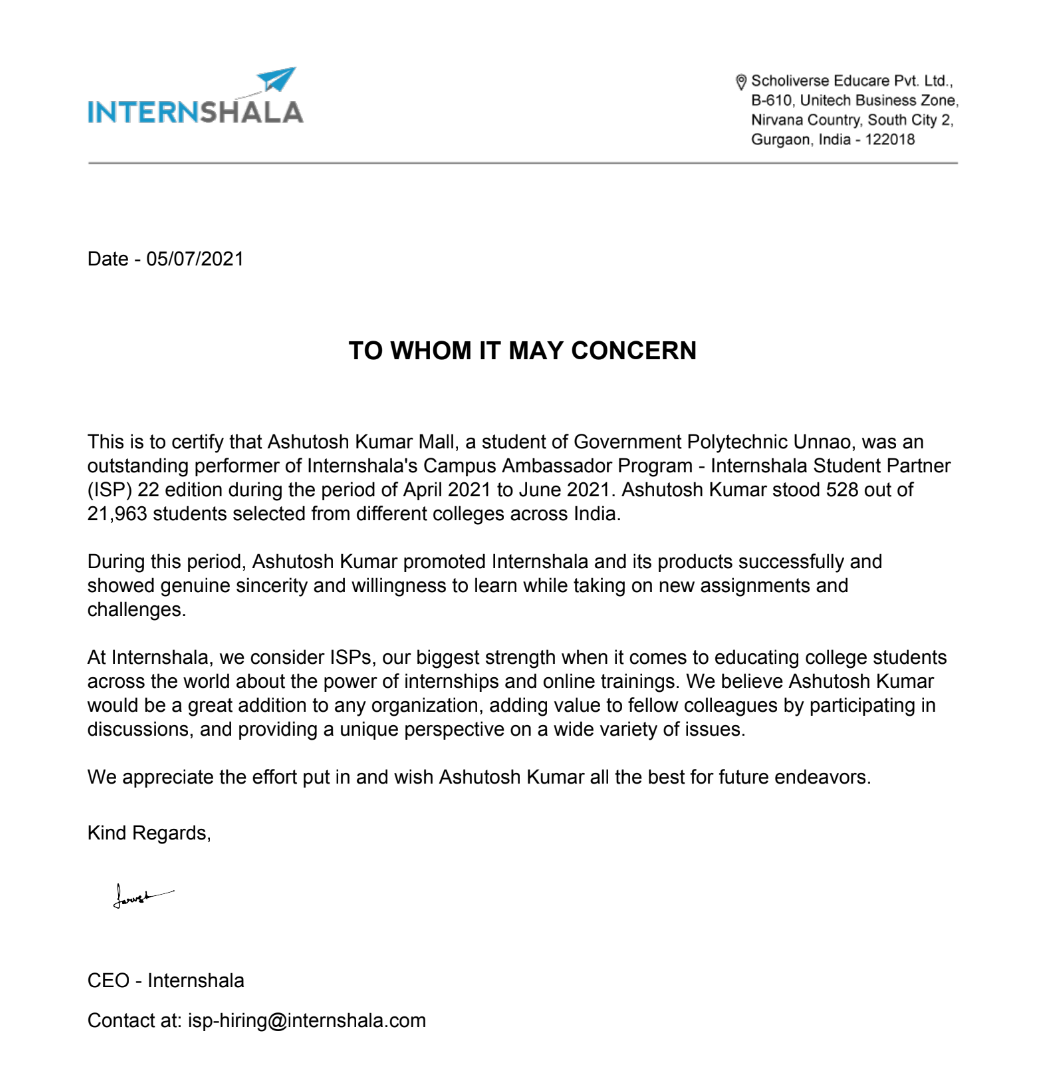 INTERNSHALA
Scholiverse Educare Pvt. Ltd.,
B-610, Unitech Business Zone,
Nirvana Country, South City 2,
Gurgaon, India - 122018
Date - 05/07/2021
TO WHOM IT MAY CONCERN
This is to certify that Ashutosh Kumar Mall, a student of Government Polytechnic Unnao, was an
outstanding performer of Internshala's Campus Ambassador Program - Internshala Student Partner
(ISP) 22 edition during the period of April 2021 to June 2021. Ashutosh Kumar stood 528 out of
21,963 students selected from different colleges across India.
During this period, Ashutosh Kumar promoted Internshala and its products successfully and
showed genuine sincerity and willingness to learn while taking on new assignments and
challenges.
At Internshala, we consider ISPs, our biggest strength when it comes to educating college students
across the world about the power of internships and online trainings. We believe Ashutosh Kumar
would be a great addition to any organization, adding value to fellow colleagues by participating in
discussions, and providing a unique perspective on a wide variety of issues.
We appreciate the effort put in and wish Ashutosh Kumar all the best for future endeavors.
Kind Regards,
CEO - Internshala
Contact at: isp-hiring@internshala.com